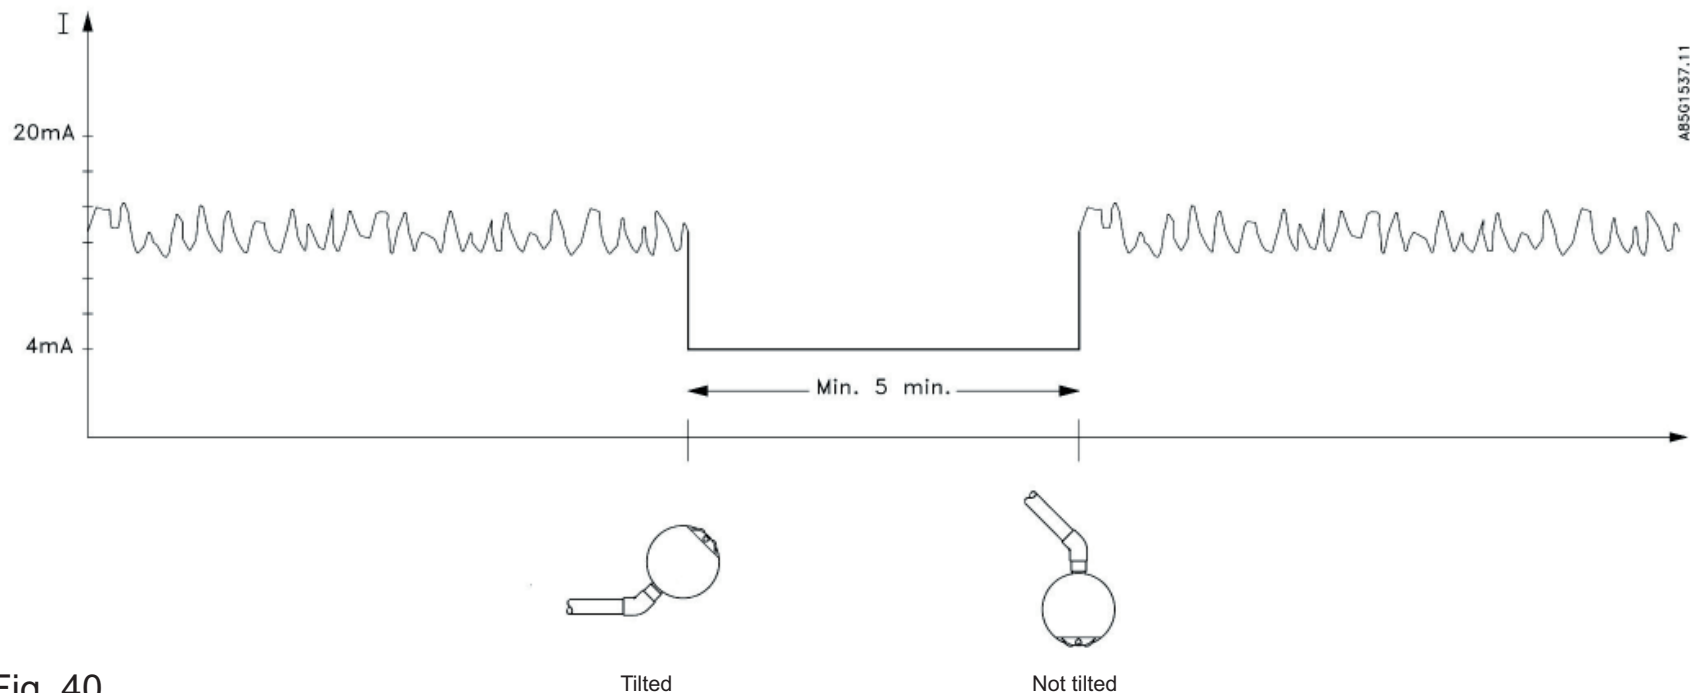 I
20mA
4mA
Min. 5 min.
A85G1537.11
Tilted
Not tilted
Fig. 40